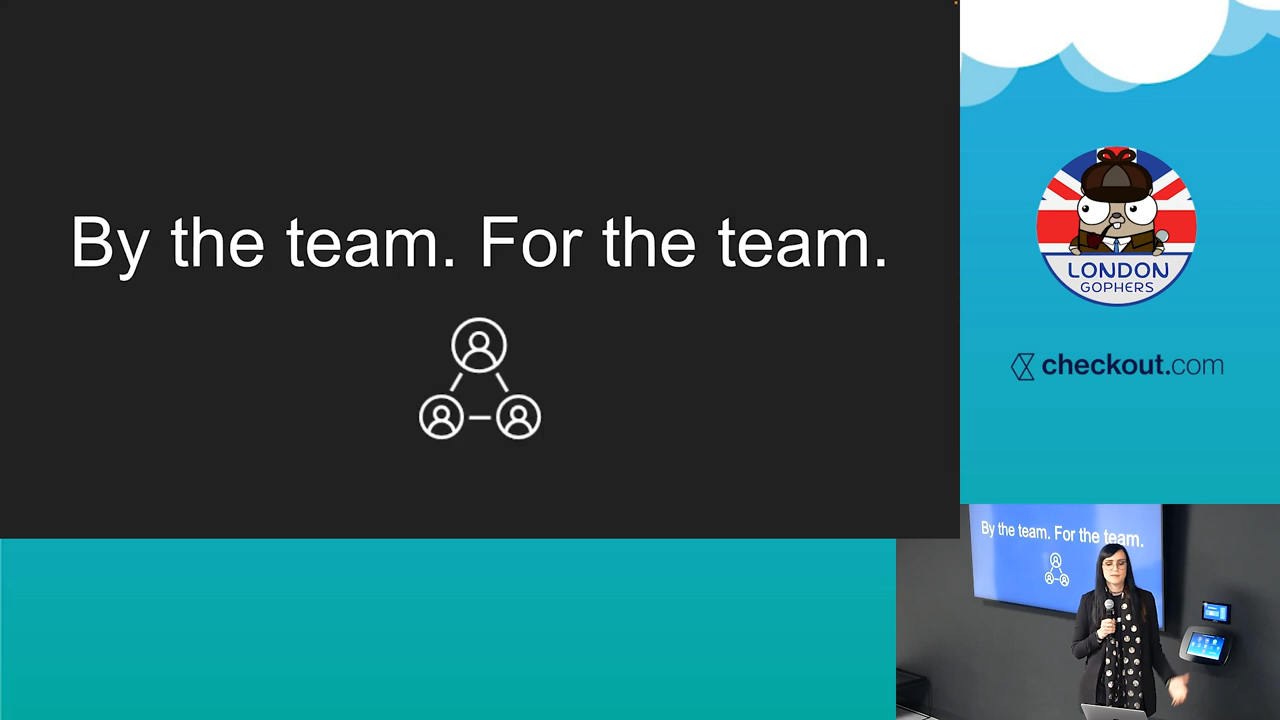 By the team. For the team.
LONDON
GOPHERS
checkout.com
By the team. For the team.